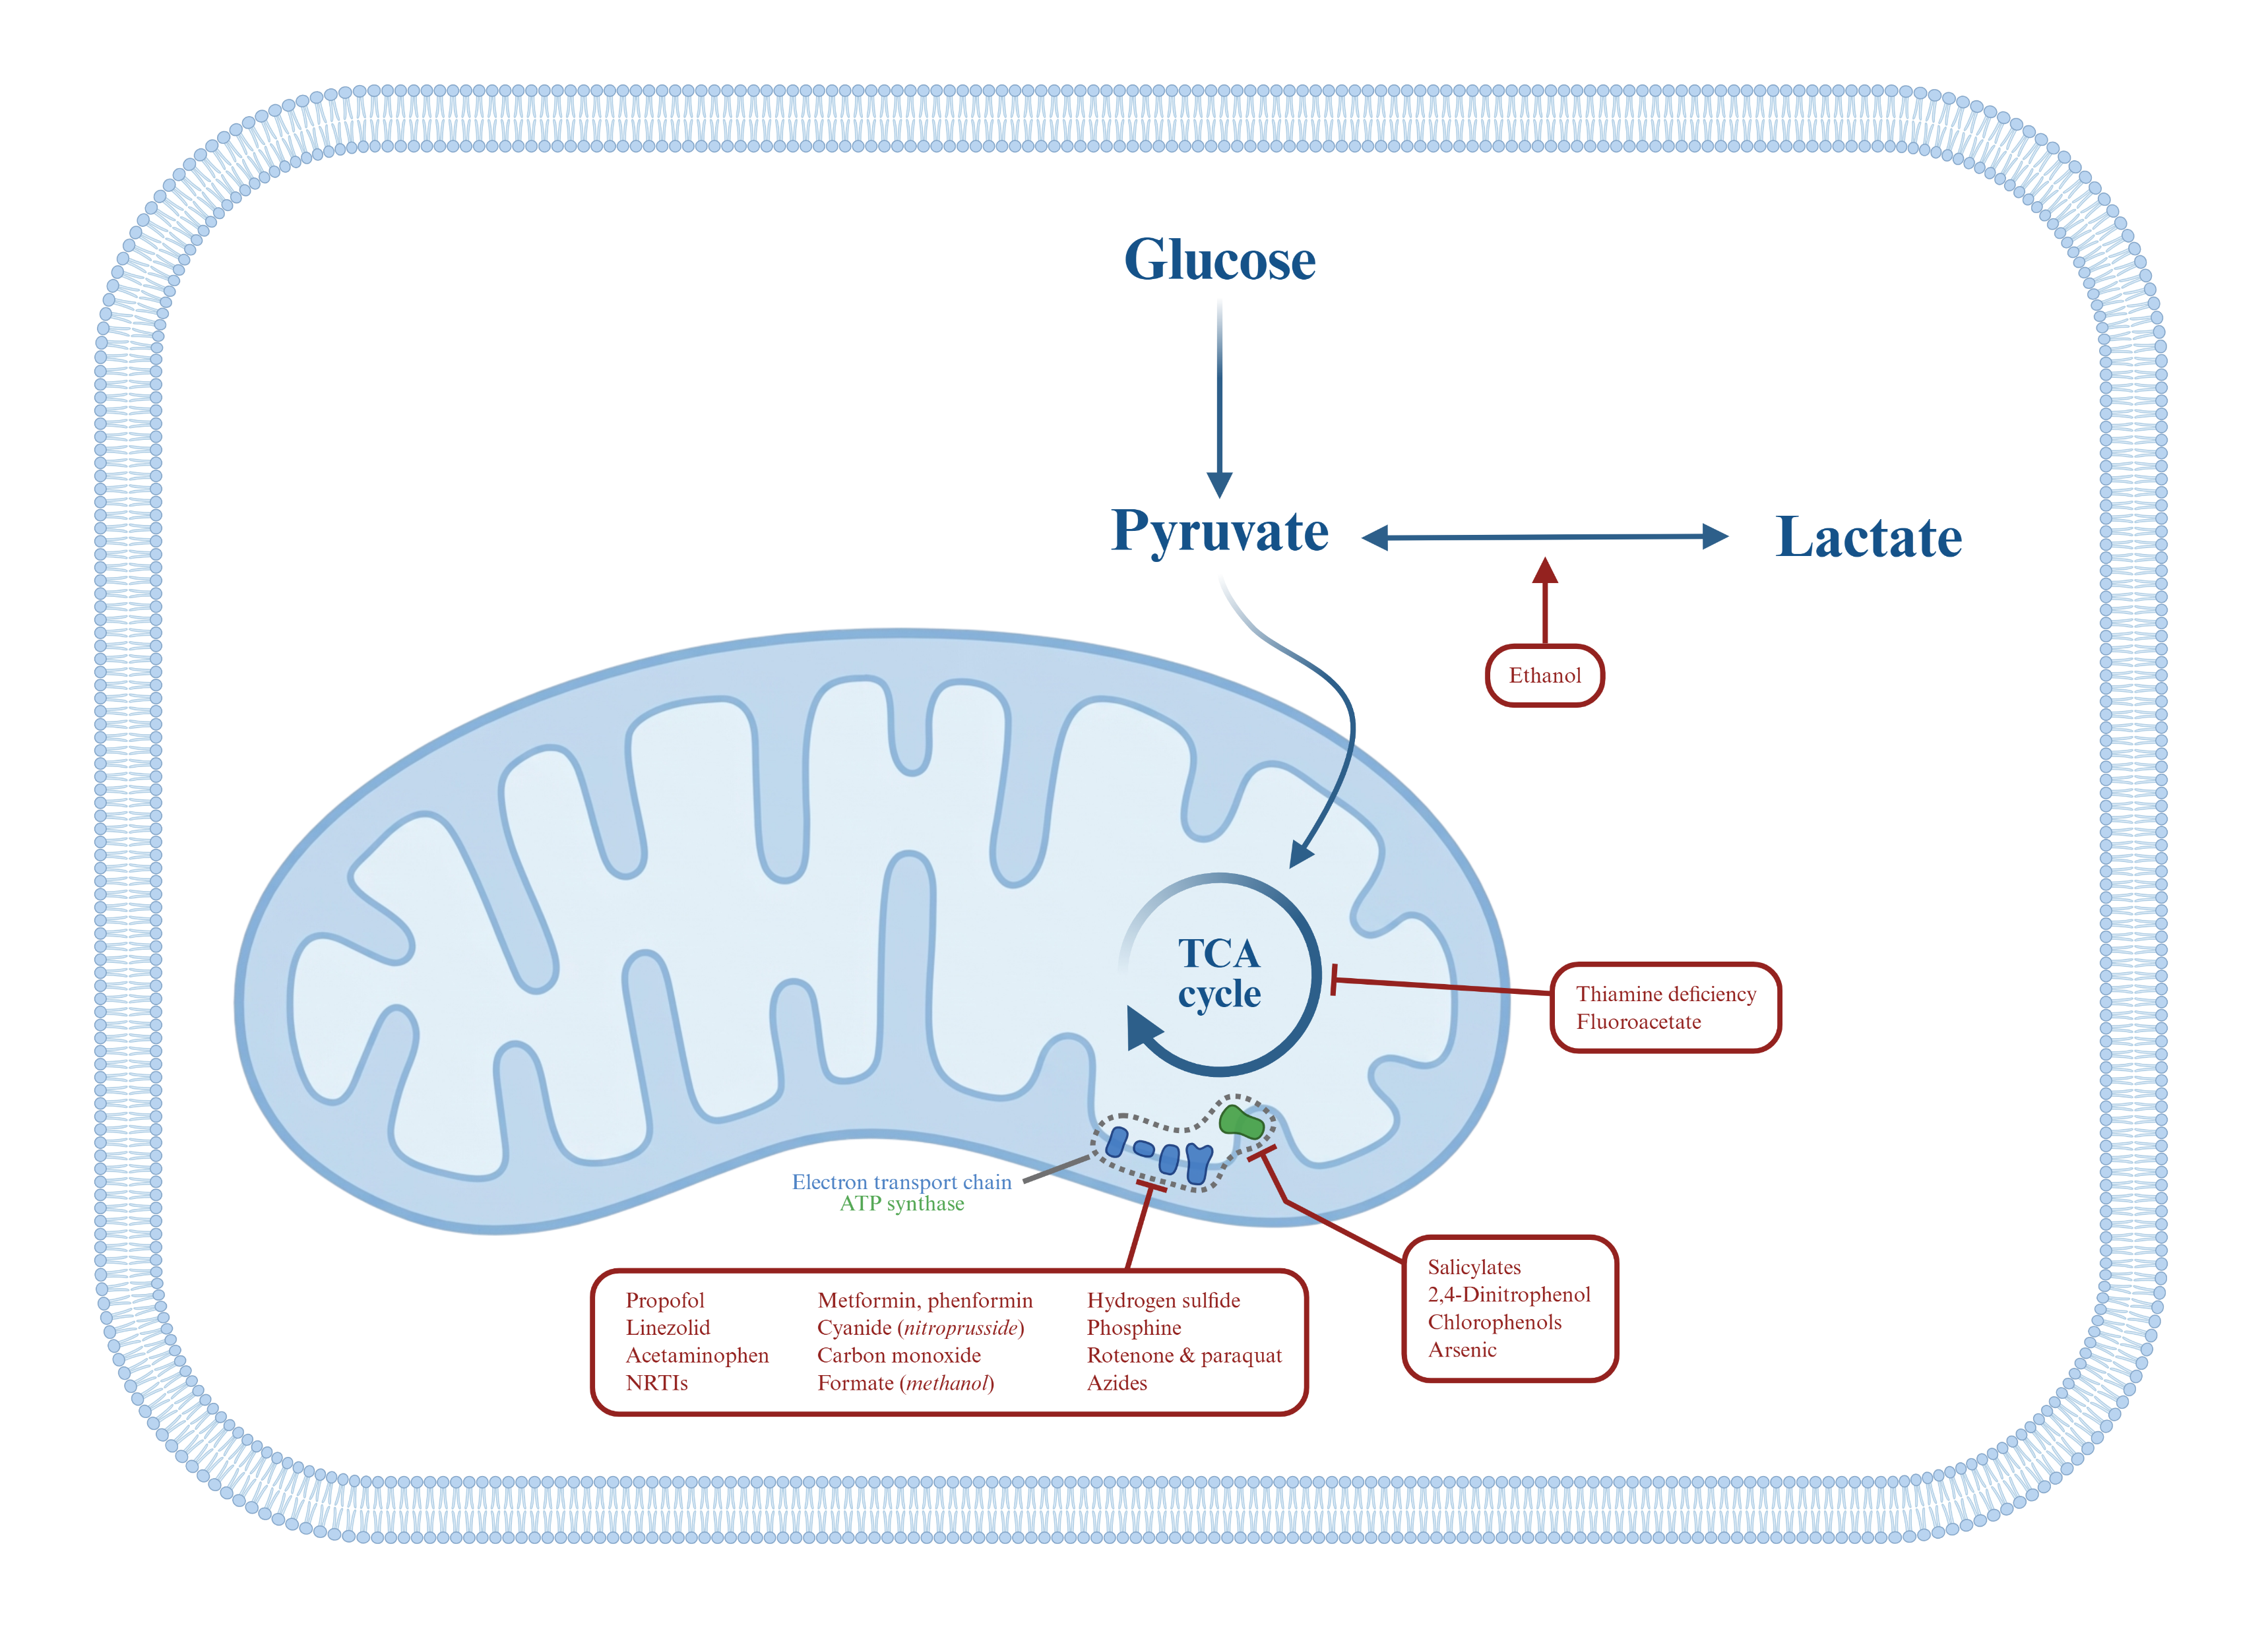 Glucose
Pyruvate
Lactate
Ethanol
TCA
cycle
Thiamine deficiency
Fluoroacetate
Electron transport chain
ATP synthase
Propofol
Linezolid
Acetaminophen
NRTIs
Metformin, phenformin
Cyanide (nitroprusside)
Carbon monoxide
Formate (methanol)
Hydrogen sulfide
Phosphine
Rotenone & paraquat
Azides
Salicylates
2,4-Dinitrophenol
Chlorophenols
Arsenic